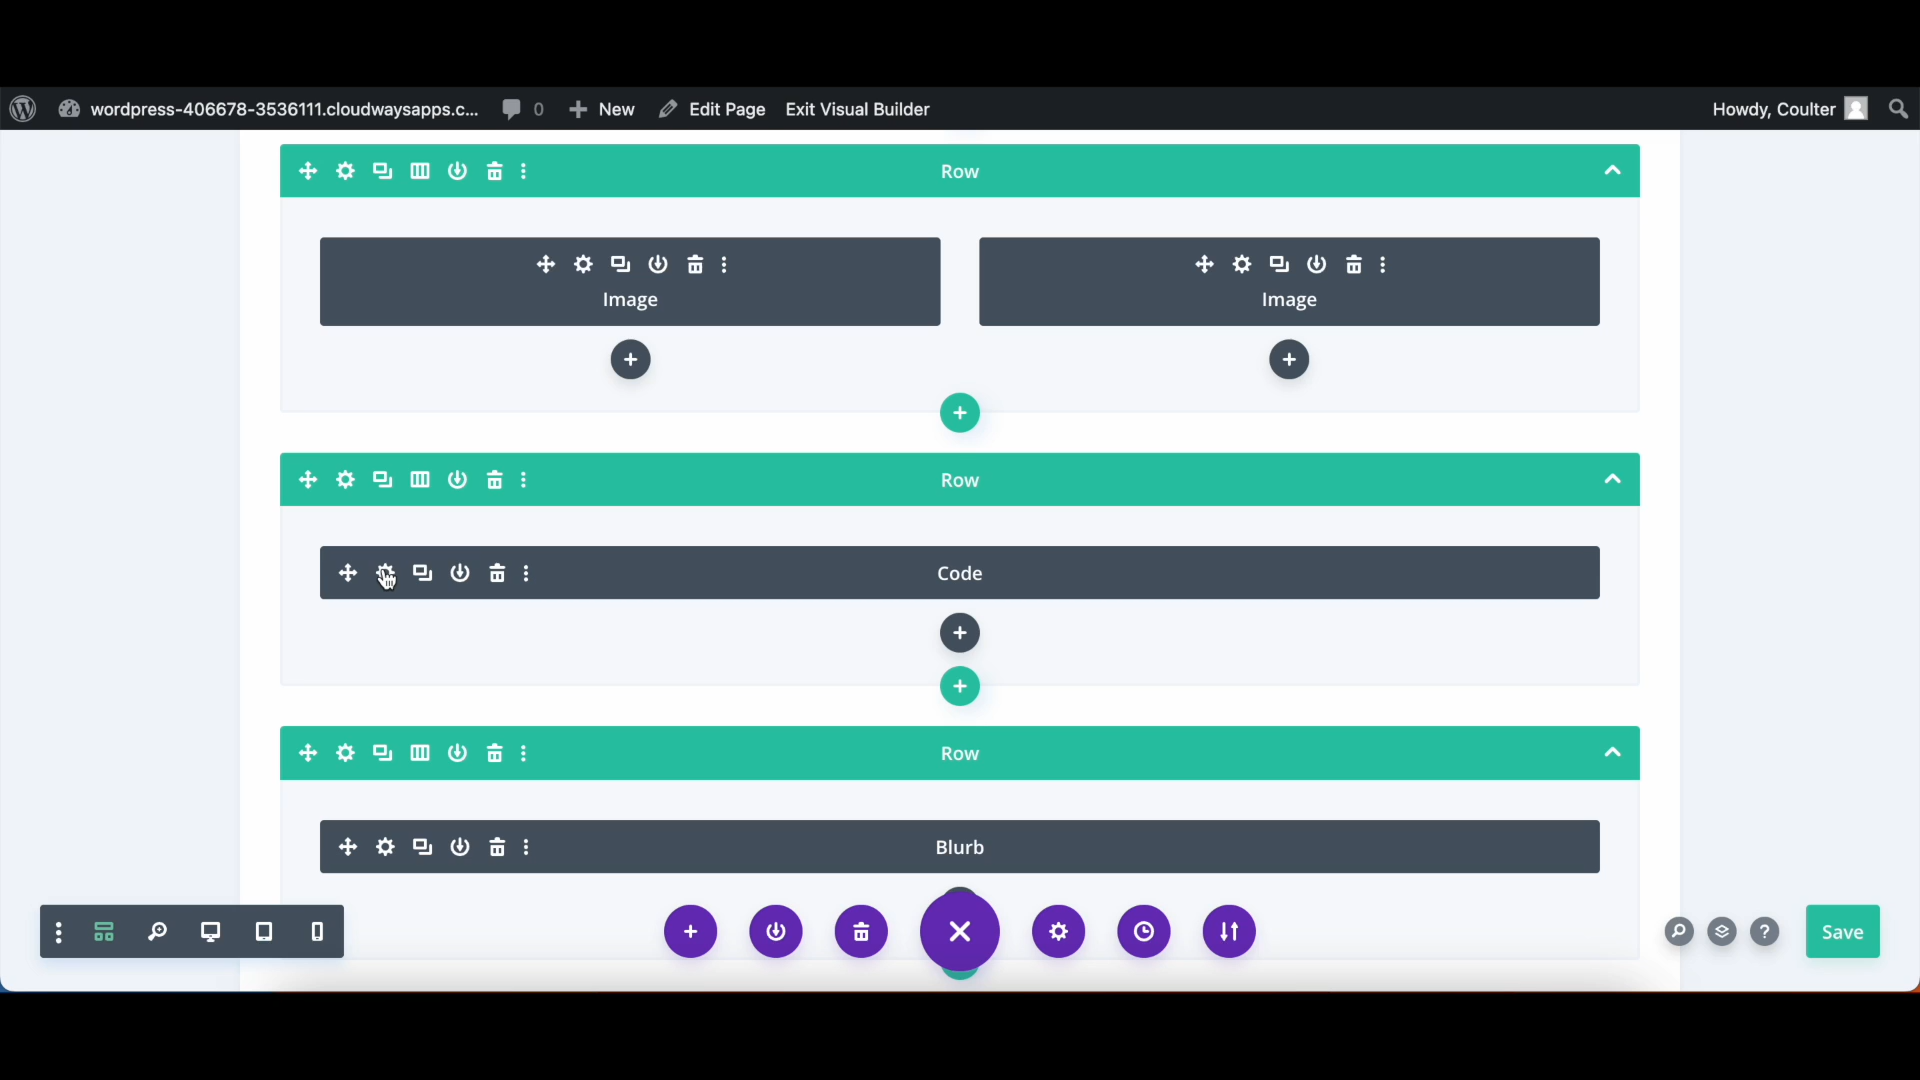 wordpress-406678-3536111.cloudwaysapps.c... 0 New Edit Page Exit Visual Builder Howdy, Coulter
Row
Image Image
Row
Code
Row
Blurb
Save